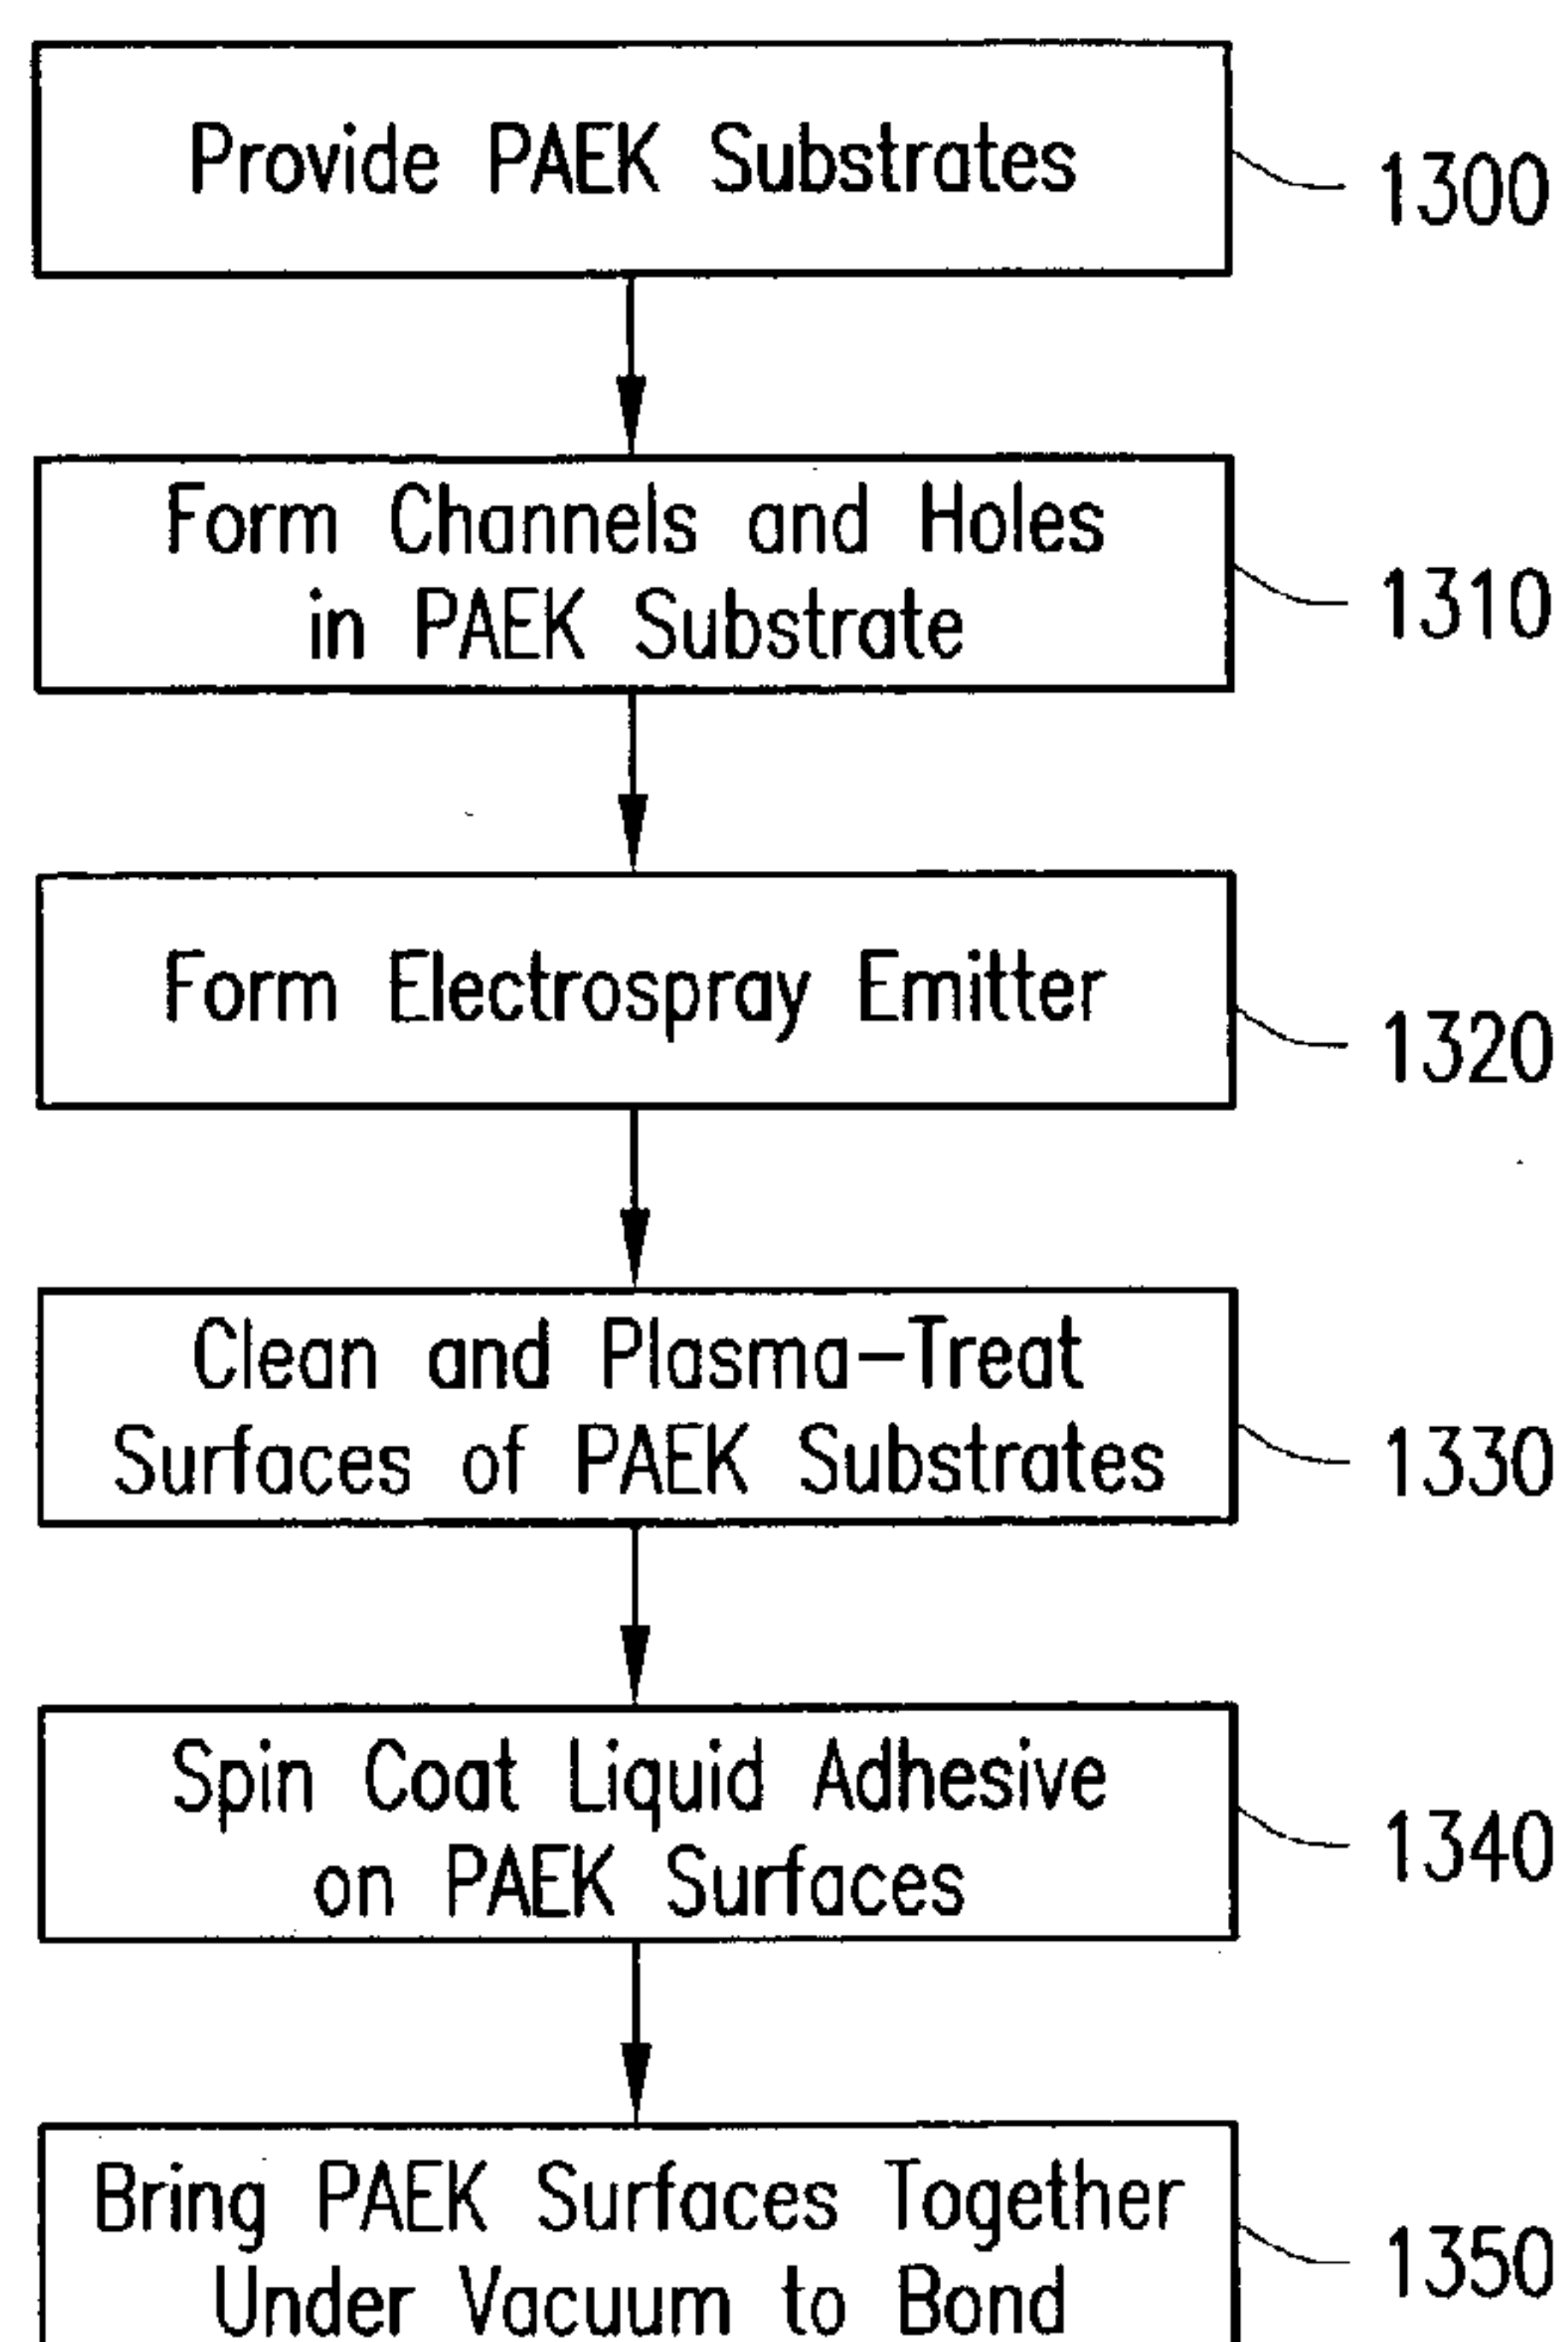 Provide PAEK Substrates
1300
Form Channels and Holes
in PAEK Substrate
1310
Form Electrospray Emitter
1320
Clean and Plasma-Treat
Surfaces of PAEK Substrates
1330
Spin Coat Liquid Adhesive
on PAEK Surfaces
1340
Bring PAEK Surfaces Together
Under Vacuum to Bond
1350